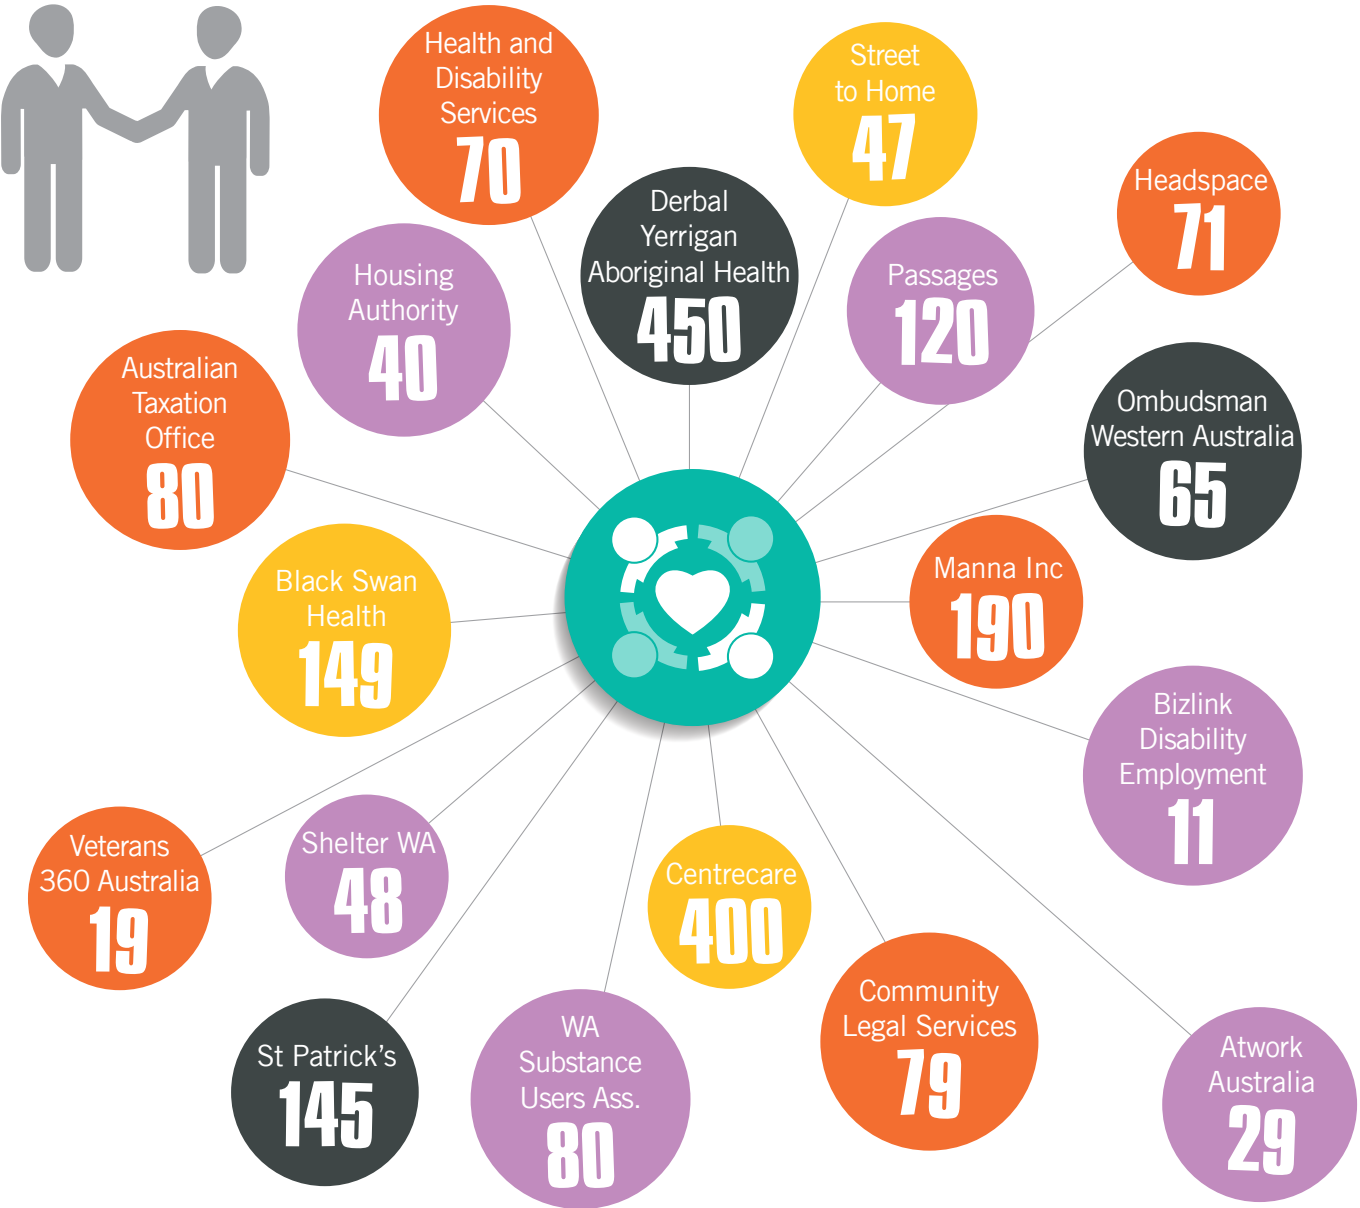 Health and
Disability
Services
70
Street
to Home
47
Headspace
71
Derbal
Yerrigan
Aboriginal Health
450
Housing
Authority
40
Passages
120
Australian
Taxation
Office
80
Ombudsman
Western Australia
65
Manna Inc
190
Black Swan
Health
149
Bizlink
Disability
Employment
11
Veterans
360 Australia
19
Shelter WA
48
Centrecare
400
Community
Legal Services
79
St Patrick’s
145
WA
Substance
Users Ass.
80
Atwork
Australia
29